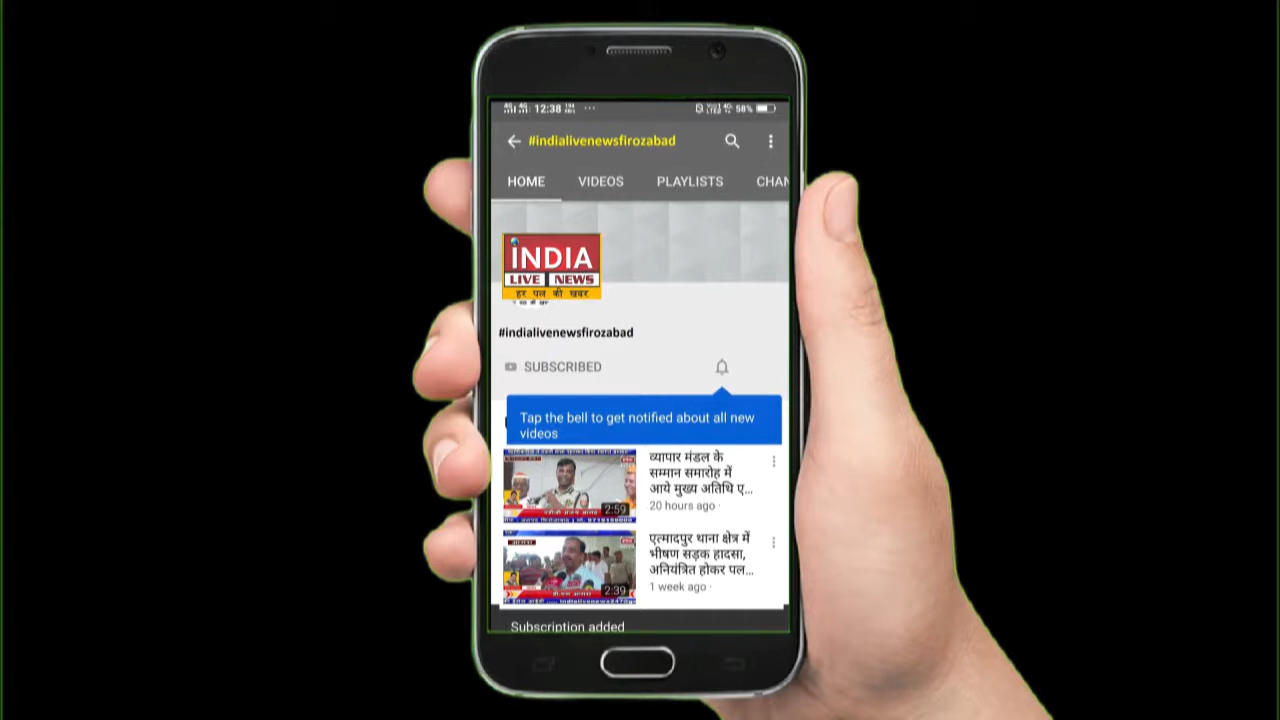 12:38 ... 58%
#indialivenewsfirozabad
HOME VIDEOS PLAYLISTS CHAN
INDIA
LIVE NEWS
हर पल की खबर
#indialivenewsfirozabad
SUBSCRIBED
Tap the bell to get notified about all new
videos
व्यापार मंडल के
सम्मान समारोह में
आये मुख्य अतिथि ए...
20 hours ago ·
2:59
एत्मादपुर थाना क्षेत्र में
भीषण सड़क हादसा,
अनियंत्रित होकर पल...
1 week ago ·
2:39
Subscription added